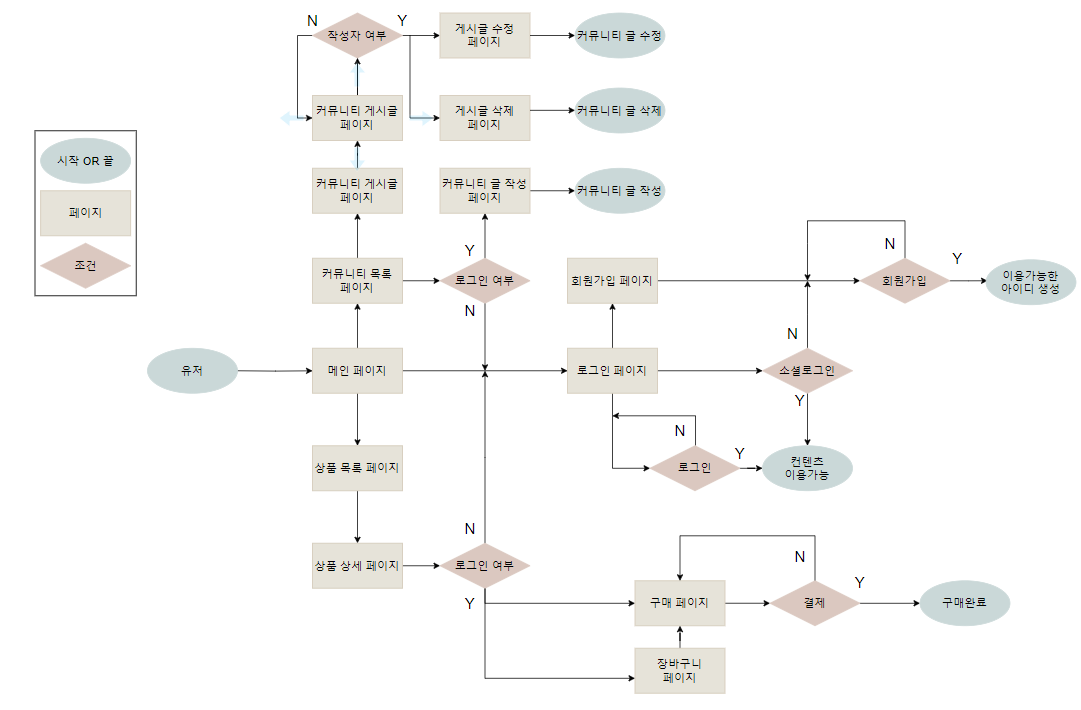 N
Y
작성자 여부
게시글 수정
페이지
커뮤니티 글 수정
커뮤니티 게시글
페이지
게시글 삭제
페이지
커뮤니티 글 삭제
시작 OR 끝
페이지
조건
커뮤니티 게시글
페이지
커뮤니티 글 작성
페이지
커뮤니티 글 작성
Y
커뮤니티 목록
페이지
로그인 여부
N
회원가입 페이지
N
회원가입
Y
이용가능한
아이디 생성
유저
메인 페이지
로그인 페이지
N
소셜로그인
Y
상품 목록 페이지
N
로그인
Y
컨텐츠
이용가능
상품 상세 페이지
N
로그인 여부
Y
구매 페이지
N
결제
Y
구매완료
장바구니
페이지